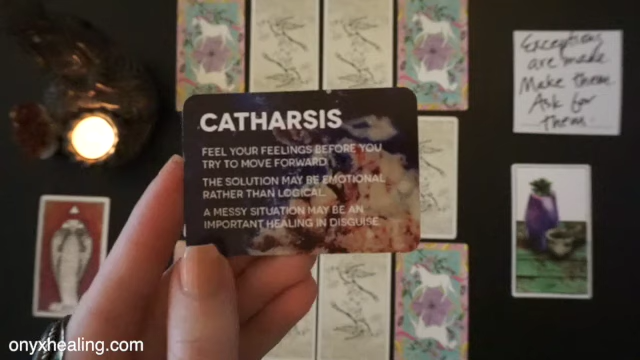 Exceptions
are made
Make them
Ask for
them
CATHARSIS
FEEL YOUR FEELINGS BEFORE YOU
TRY TO MOVE FORWARD
THE SOLUTION MAY BE EMOTIONAL
RATHER THAN LOGICAL
A MESSY SITUATION MAY BE AN
IMPORTANT HEALING IN DISGUISE
onyxhealing.com